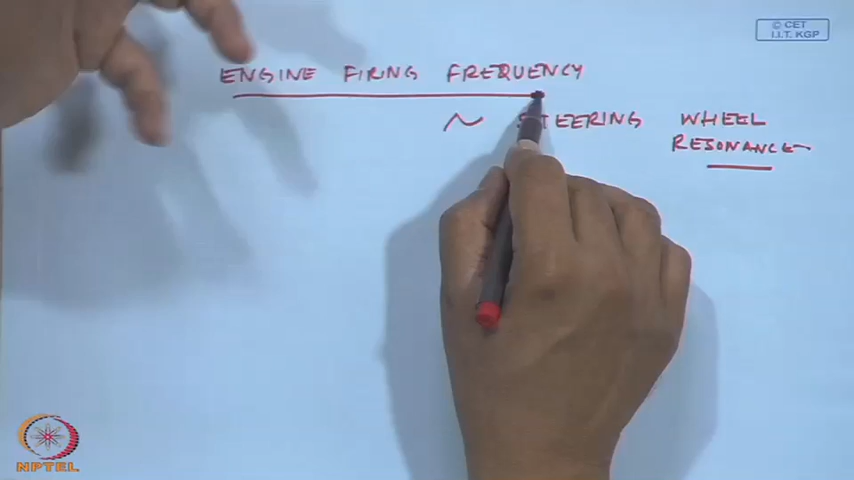 © CET
I.I.T. KGP
ENGINE FIRING FREQUENCY
~ STEERING WHEEL
RESONANCE
NPTEL